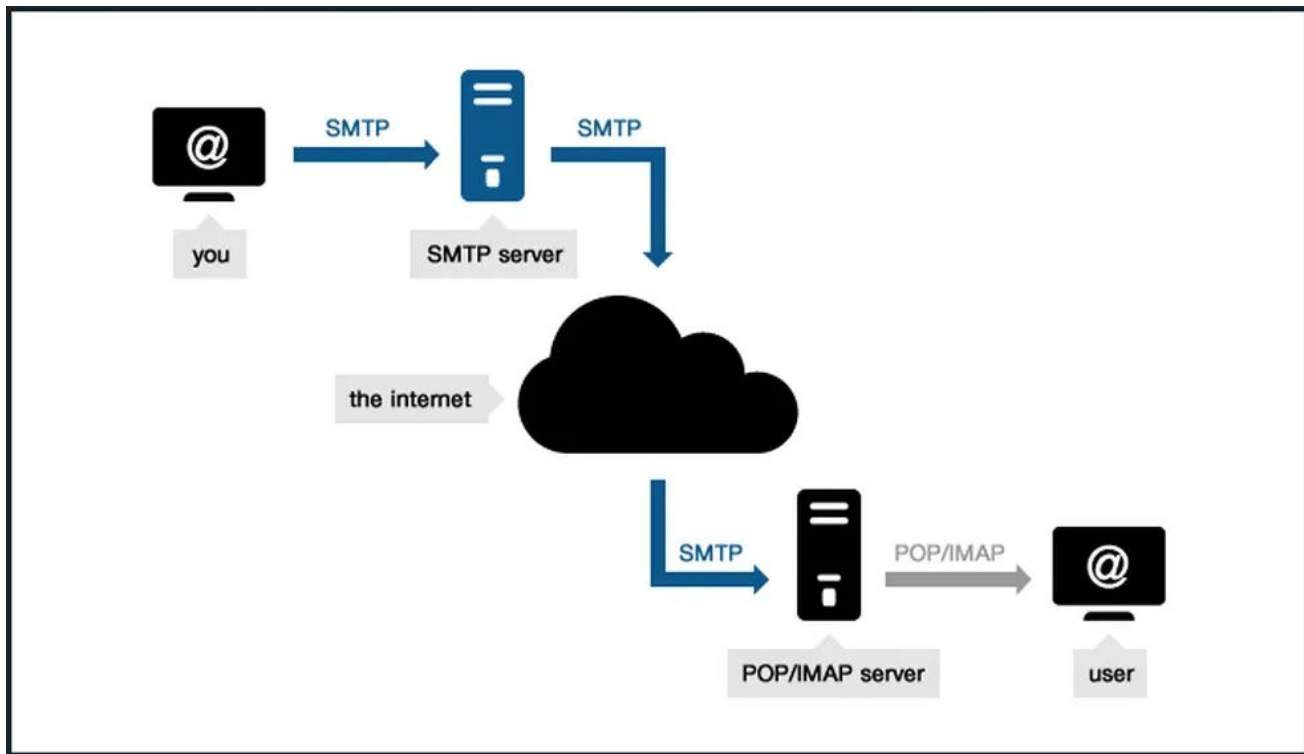 @
SMTP
SMTP
you
SMTP server
the internet
SMTP
POP/IMAP
@
POP/IMAP server
user